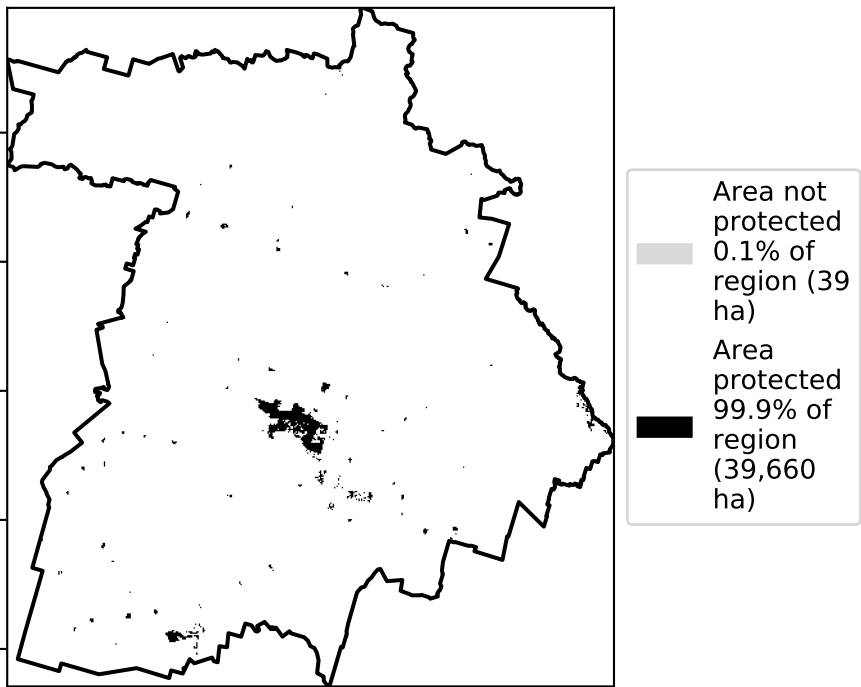 Area not
protected
0.1% of
region (39
ha)
Area
protected
99.9% of
region
(39,660
ha)